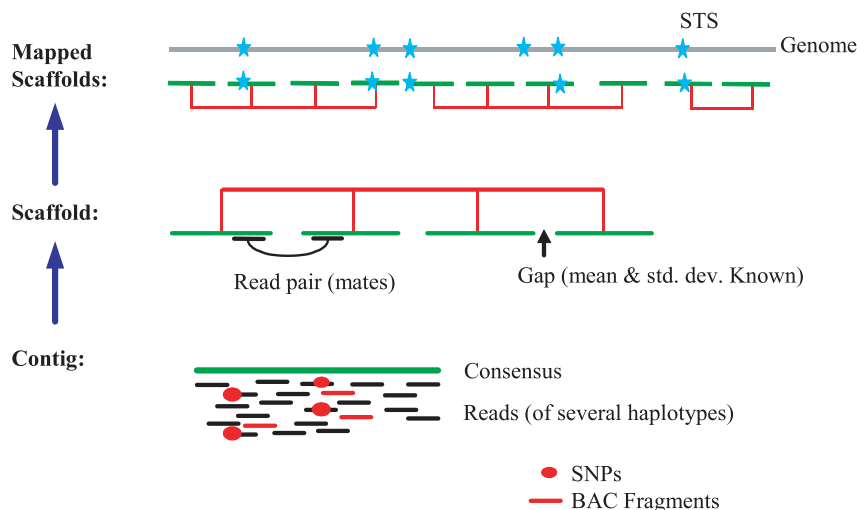 STS
Genome
Mapped
Scaffolds:
Scaffold:
Read pair (mates)
Gap (mean & std. dev. Known)
Contig:
Consensus
Reads (of several haplotypes)
SNPs
BAC Fragments